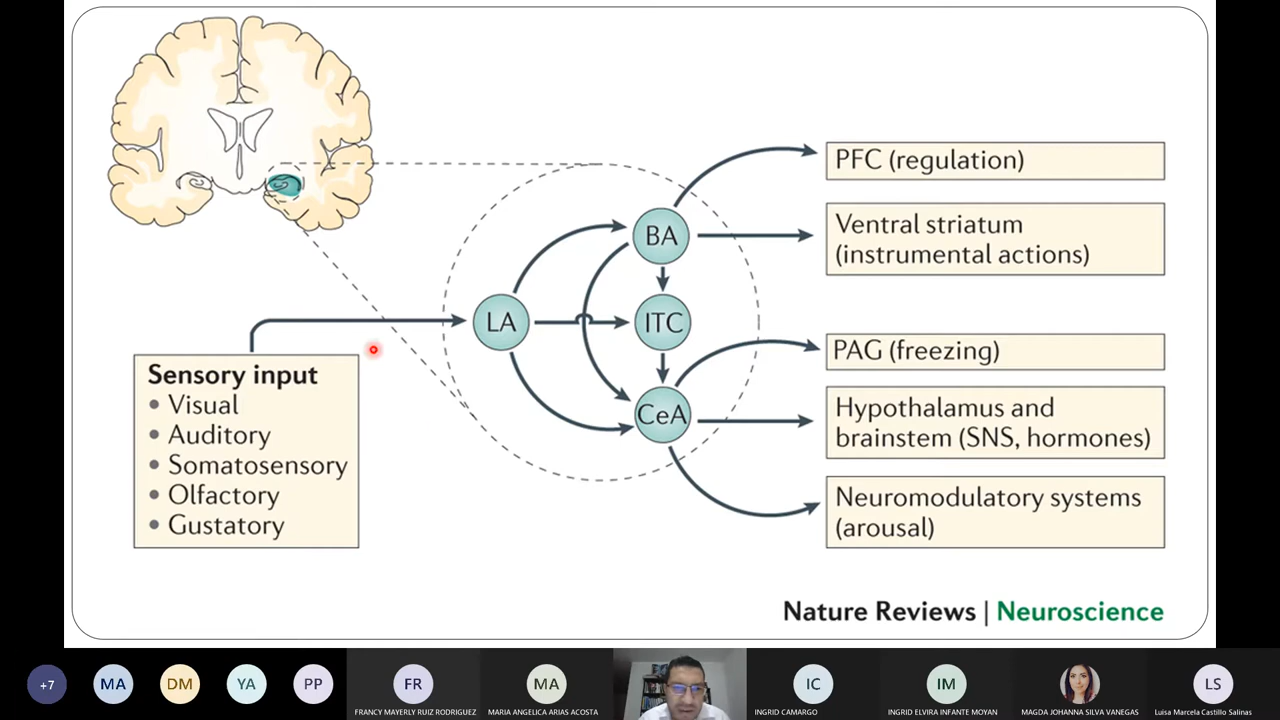 PFC (regulation)
Ventral striatum
(instrumental actions)
BA
LA
ITC
CeA
PAG (freezing)
Hypothalamus and
brainstem (SNS, hormones)
Neuromodulatory systems
(arousal)
Sensory input
• Visual
• Auditory
• Somatosensory
• Olfactory
• Gustatory
Nature Reviews | Neuroscience
+7
MA
DM
YA
PP
FR
FRANCY MAYERLY RUIZ RODRIGUEZ
MA
MARIA ANGELICA ARIAS ACOSTA
IC
INGRID CAMARGO
IM
INGRID ELVIRA INFANTE MOYAN
MAGDA JOHANNA SILVA VANEGAS
LS
Luisa Marcela Castillo Salinas